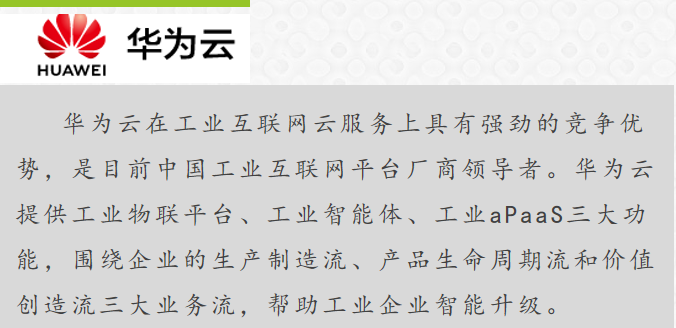 HUAWEI
华为云
华为云在工业互联网云服务上具有强劲的竞争优
势，是目前中国工业互联网平台厂商领导者。华为云
提供工业物联平台、工业智能体、工业aPaaS三大功
能，围绕企业的生产制造流、产品生命周期流和价值
创造流三大业务流，帮助工业企业智能升级。